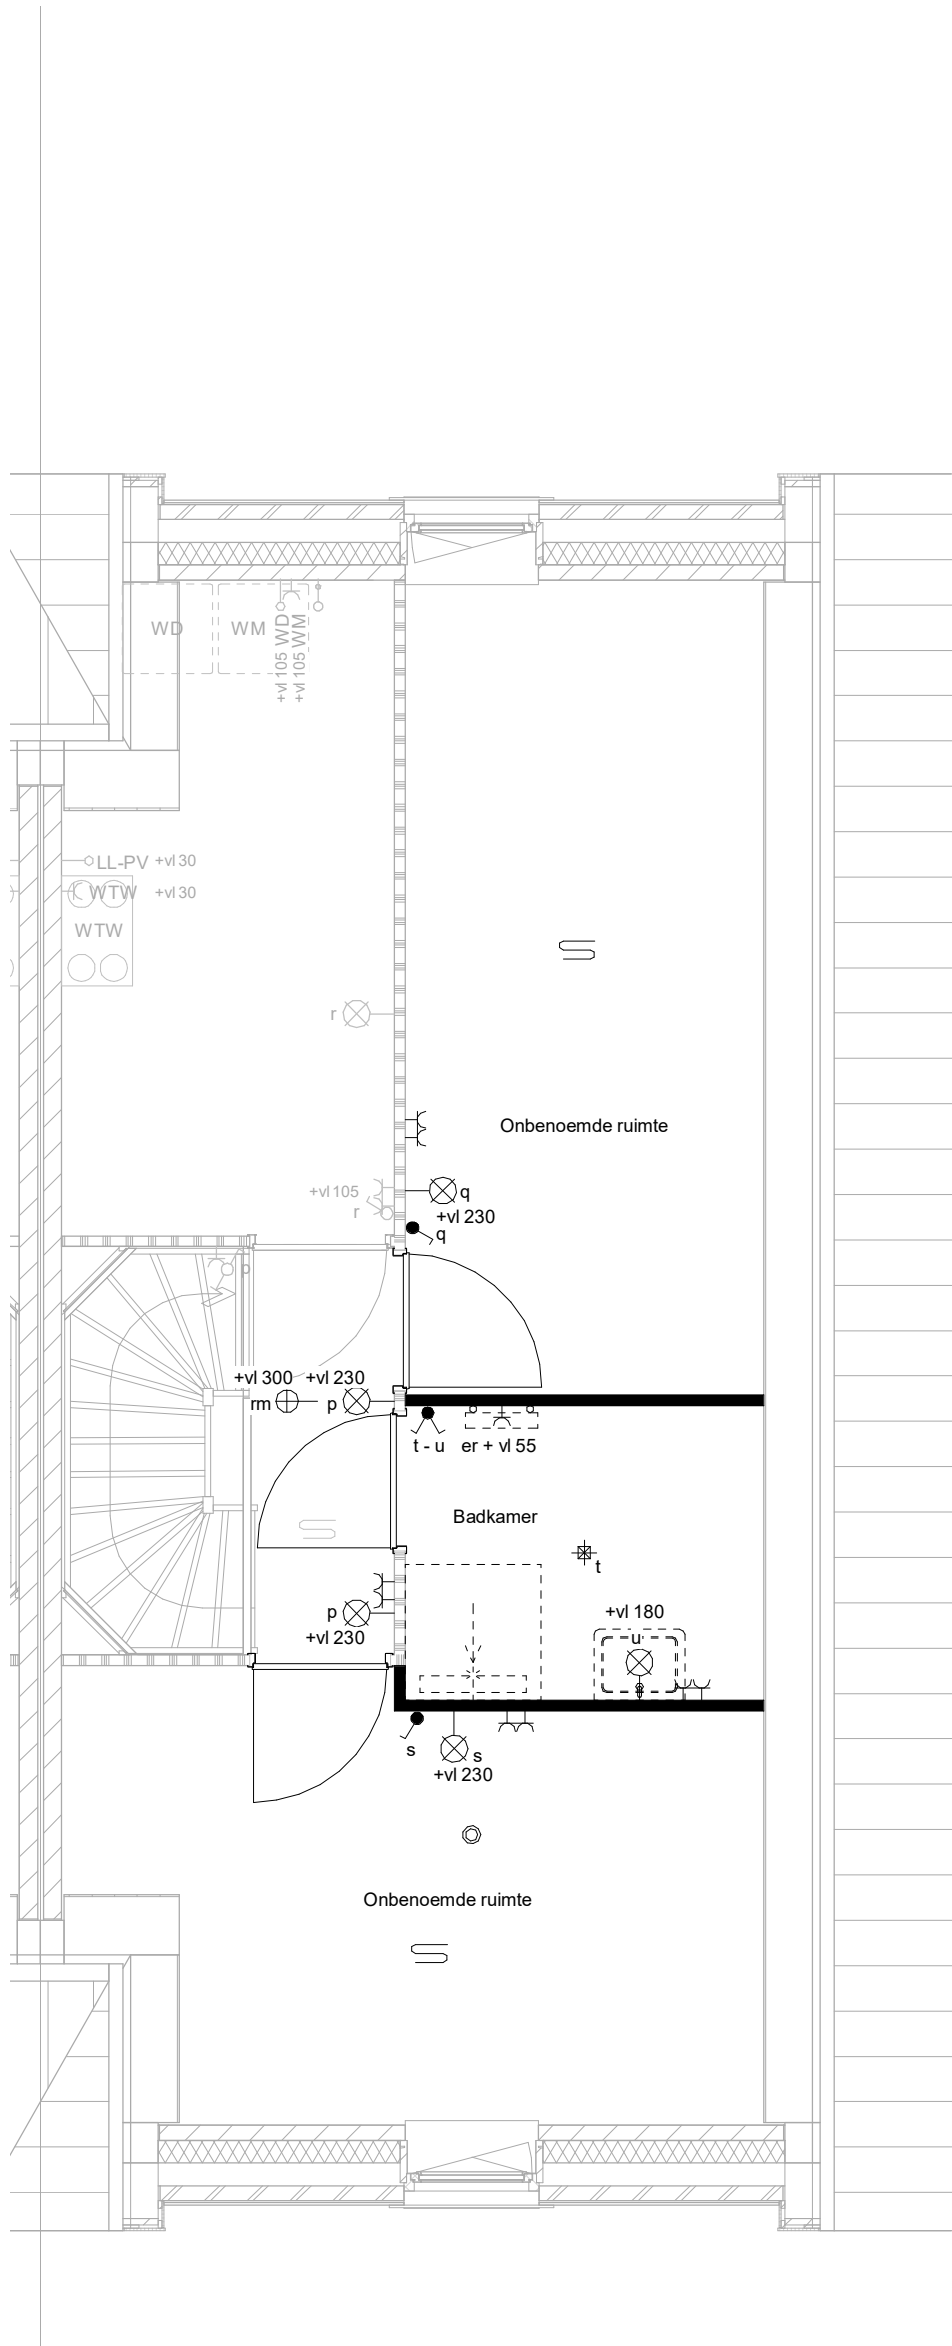 WD
WM
+vl 105 WD
+vl 105 WM
LL-PV +vl 30
WTW +vl 30
WTW
r
Onbenoemde ruimte
+vl 105
r
q
+vl 230
q
+vl 300 +vl 230
rm
p
t - u
er + vl 55
Badkamer
t
p
+vl 230
+vl 180
u
s
s
+vl 230
Onbenoemde ruimte